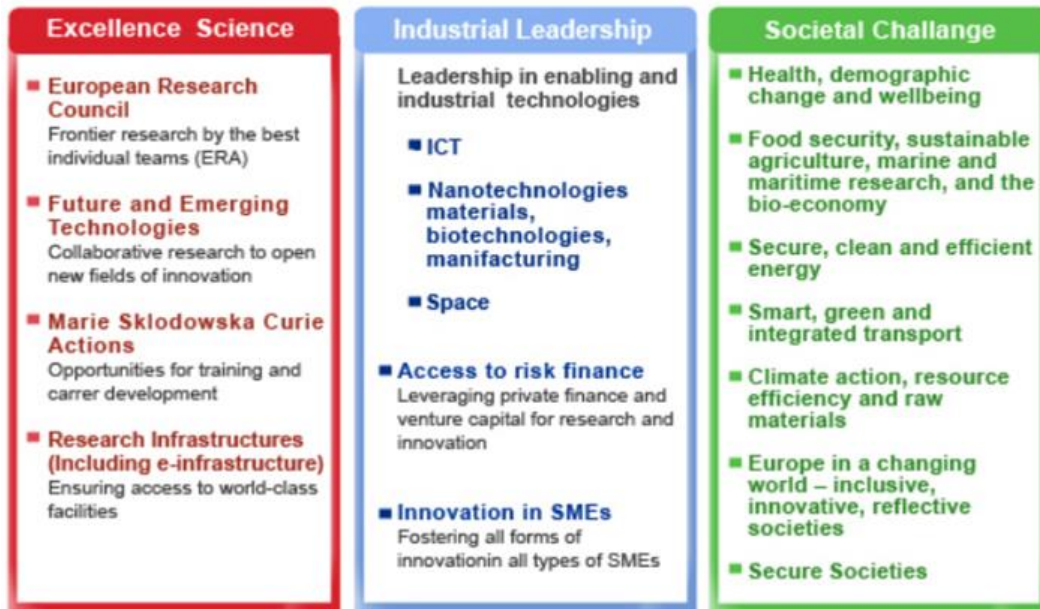 Excellence Science
European Research
Council
Frontier research by the best
individual teams (ERA)
Future and Emerging
Technologies
Collaborative research to open
new fields of innovation
Marie Sklodowska Curie
Actions
Opportunities for training and
carrer development
Research Infrastructures
(Including e-infrastructure)
Ensuring access to world-class
facilities
Industrial Leadership
Leadership in enabling and
industrial technologies
ICT
Nanotechnologies
materials,
biotechnologies,
manifacturing
Space
Access to risk finance
Leveraging private finance and
venture capital for research and
innovation
Innovation in SMEs
Fostering all forms of
innovationin all types of SMEs
Societal Challange
Health, demographic
change and wellbeing
Food security, sustainable
agriculture, marine and
maritime research, and the
bio-economy
Secure, clean and efficient
energy
Smart, green and
integrated transport
Climate action, resource
efficiency and raw
materials
Europe in a changing
world – inclusive,
innovative, reflective
societies
Secure Societies